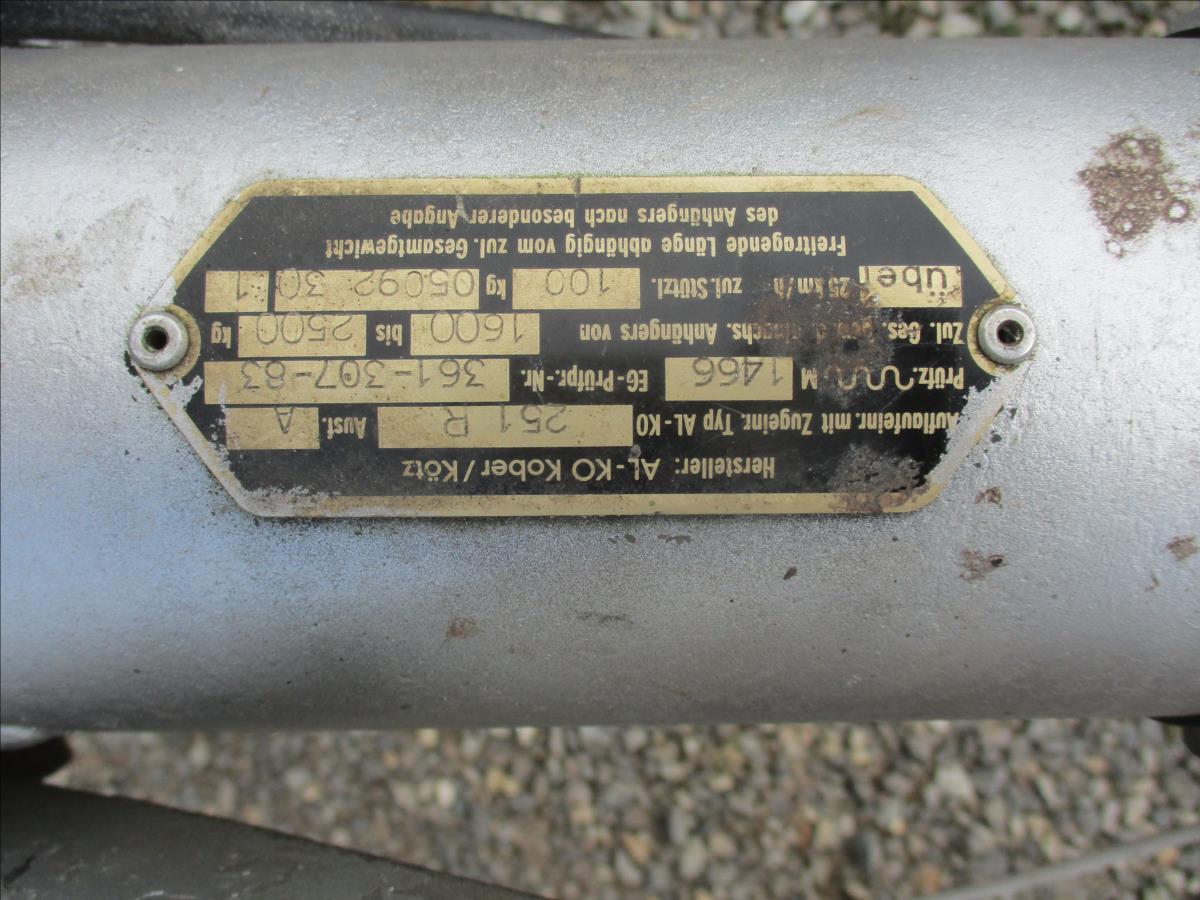 Hersteller: AL-KO Kober/Kötz
Auflaufeinr. mit Zugeinr. Typ AL-KO 251 R Ausf. A
Prüfz. M 1466 EG-Prüfpr.-Nr. 361-307-83
Zul. Ges. Anhängers von 1600 bis 2500 kg
Über 25 km/h zul.Stützl. 100 kg 05092 30 1
Freitragende Länge abhängig vom zul. Gesamtgewicht
des Anhängers nach besonderer Angabe